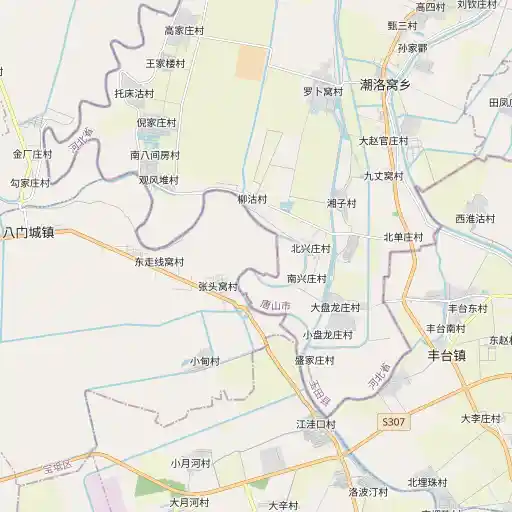 刘钦庄村
高四村
甄三村
高家庄村
孙家酄
王家楼村
潮洛窝乡
托床沽村
罗卜窝村
倪家庄村
大赵官庄村
河北省
金厂庄村
南八间房村
九丈窝村
勾家庄村
观风堆村
柳沽村
湘子村
西淮沽村
八门城镇
北单庄村
北兴庄村
东走线窝村
南兴庄村
张头窝村
唐山市
大盘龙庄村
丰台东村
小盘龙庄村
丰台南村
丰台镇
小甸村
盛家庄村
河北省
玉田县
江洼口村
S307
大李庄村
宝坻区
小月河村
北埋珠村
洛波汀村
大月河村
大辛村